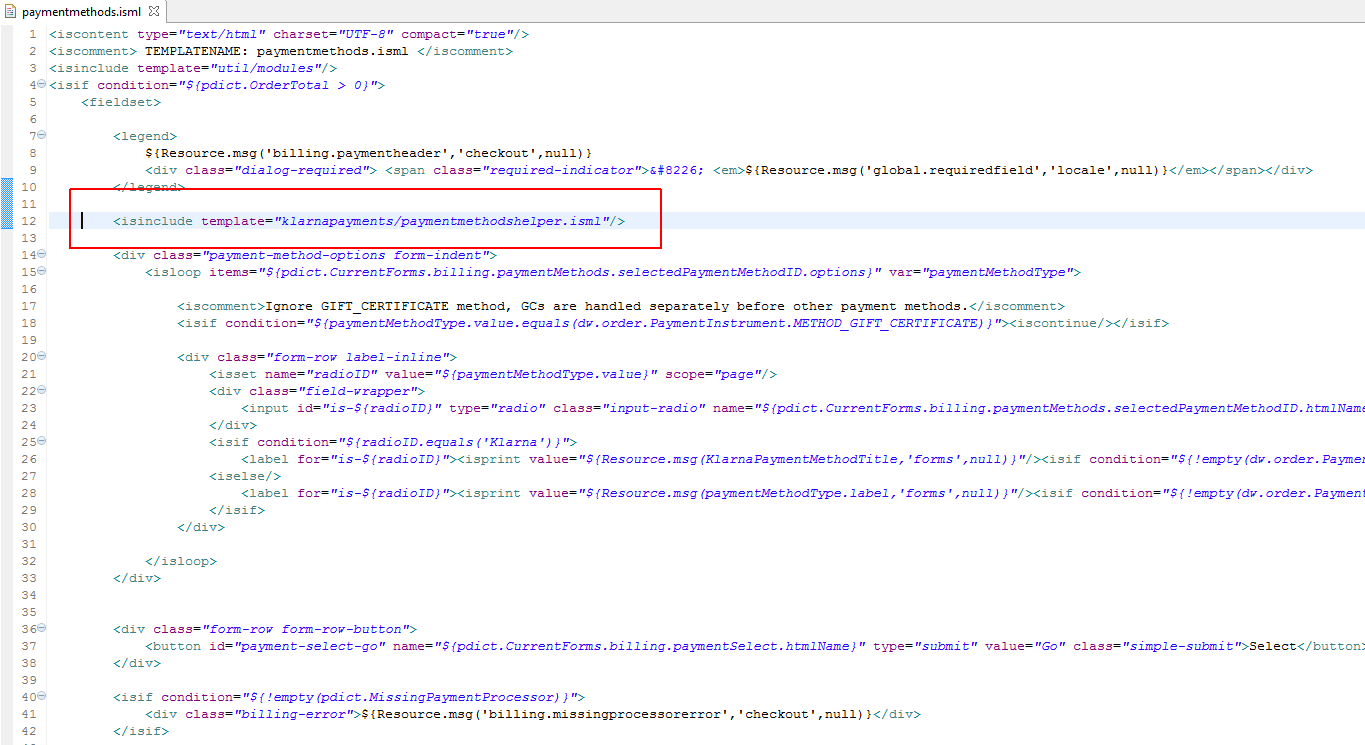 paymentmethods.isml
1 <iscontent type="text/html" charset="UTF-8" compact="true"/>
2 <iscomment> TEMPLATENAME: paymentmethods.isml </iscomment>
3 <isinclude template="util/modules"/>
4 <isif condition="${pdict.OrderTotal > 0}">
5 <fieldset>
6
7 <legend>
8 ${Resource.msg('billing.paymentheader','checkout',null)}
9 <div class="dialog-required"> <span class="required-indicator">&#8226; <em>${Resource.msg('global.requiredfield','locale',null)}</em></span></div>
10 </legend>
11
12 <isinclude template="klarnapayments/paymentmethodshelper.isml"/>
13
14 <div class="payment-method-options form-indent">
15 <isloop items="${pdict.CurrentForms.billing.paymentMethods.selectedPaymentMethodID.options}" var="paymentMethodType">
16
17 <iscomment>Ignore GIFT_CERTIFICATE method, GCs are handled separately before other payment methods.</iscomment>
18 <isif condition="${paymentMethodType.value.equals(dw.order.PaymentInstrument.METHOD_GIFT_CERTIFICATE)}"><iscontinue/></isif>
19
20 <div class="form-row label-inline">
21 <isset name="radioID" value="${paymentMethodType.value}" scope="page"/>
22 <div class="field-wrapper">
23 <input id="is-${radioID}" type="radio" class="input-radio" name="${pdict.CurrentForms.billing.paymentMethods.selectedPaymentMethodID.htmlName
24 </div>
25 <isif condition="${radioID.equals('Klarna')}">
26 <label for="is-${radioID}"><isprint value="${Resource.msg(KlarnaPaymentMethodTitle,'forms',null)}"/><isif condition="${!empty(dw.order.Paymen
27 <iselse/>
28 <label for="is-${radioID}"><isprint value="${Resource.msg(paymentMethodType.label,'forms',null)}"/><isif condition="${!empty(dw.order.Payment
29 </isif>
30 </div>
31
32 </isloop>
33 </div>
34
35
36 <div class="form-row form-row-button">
37 <button id="payment-select-go" name="${pdict.CurrentForms.billing.paymentSelect.htmlName}" type="submit" value="Go" class="simple-submit">Select</button>
38 </div>
39
40 <isif condition="${!empty(pdict.MissingPaymentProcessor)}">
41 <div class="billing-error">${Resource.msg('billing.missingprocessorerror','checkout',null)}</div>
42 </isif>